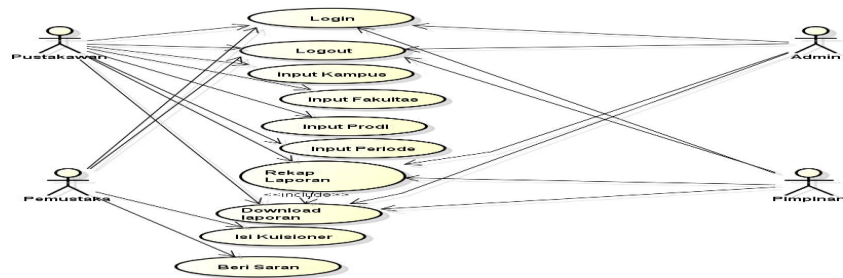 Login
Pustakawan
Logout
Admin
Input Kampus
Input Fakultas
Input Prodi
Input Periode
Rekap
Laporan
<<include>>
Pemustaka
Pimpinan
Download
laporan
Isi Kuisioner
Beri Saran